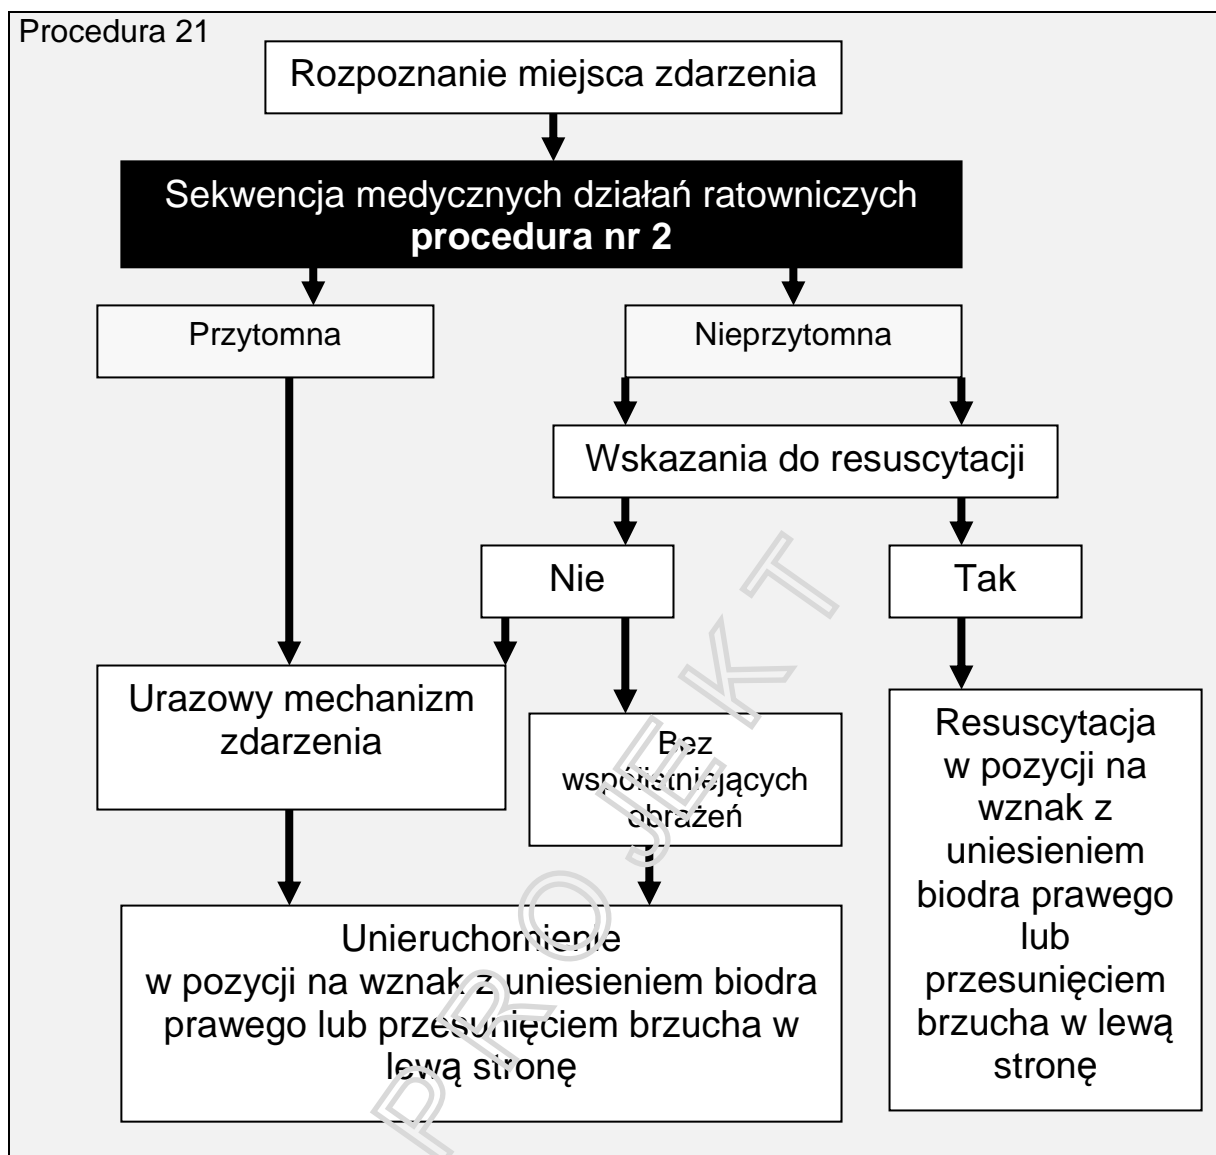 Procedura 21
Rozpoznanie miejsca zdarzenia
Sekwencja medycznych działań ratowniczych
procedura nr 2
Przytomna
Nieprzytomna
Wskazania do resuscytacji
Nie
Tak
Urazowy mechanizm
zdarzenia
Bez
współistniejących
obrażeń
Resuscytacja
w pozycji na
wznak z
uniesieniem
biodra prawego
lub
przesunięciem
brzucha w lewą
stronę
Unieruchomienie
w pozycji na wznak z uniesieniem biodra
prawego lub przesunięciem brzucha w
lewą stronę
PROJEKT